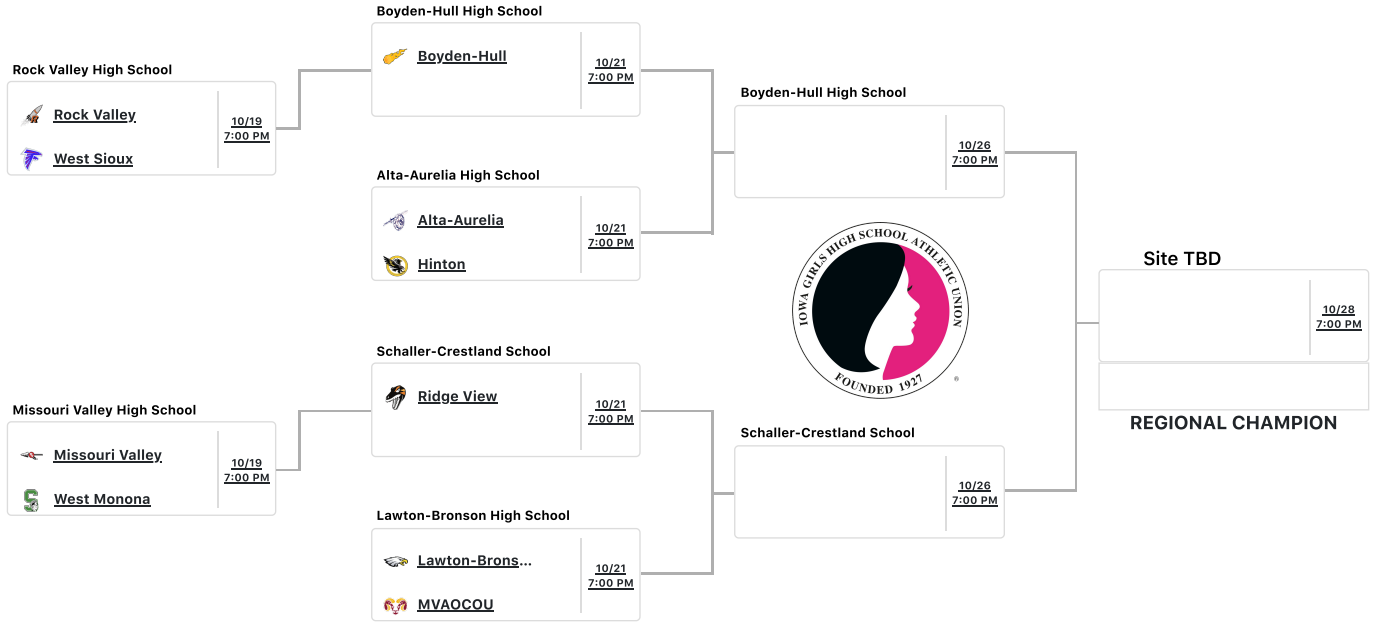 Rock Valley High School
Rock Valley
West Sioux
10/19
7:00 PM
Missouri Valley High School
Missouri Valley
West Monona
10/19
7:00 PM
Boyden-Hull High School
Boyden-Hull
10/21
7:00 PM
Alta-Aurelia High School
Alta-Aurelia
Hinton
10/21
7:00 PM
Schaller-Crestland School
Ridge View
10/21
7:00 PM
Lawton-Bronson High School
Lawton-Brons...
MVAOCOU
10/21
7:00 PM
Boyden-Hull High School
10/26
7:00 PM
IOWA GIRLS HIGH SCHOOL ATHLETIC UNION
FOUNDED 1927
®
Schaller-Crestland School
10/26
7:00 PM
Site TBD
10/28
7:00 PM
REGIONAL CHAMPION